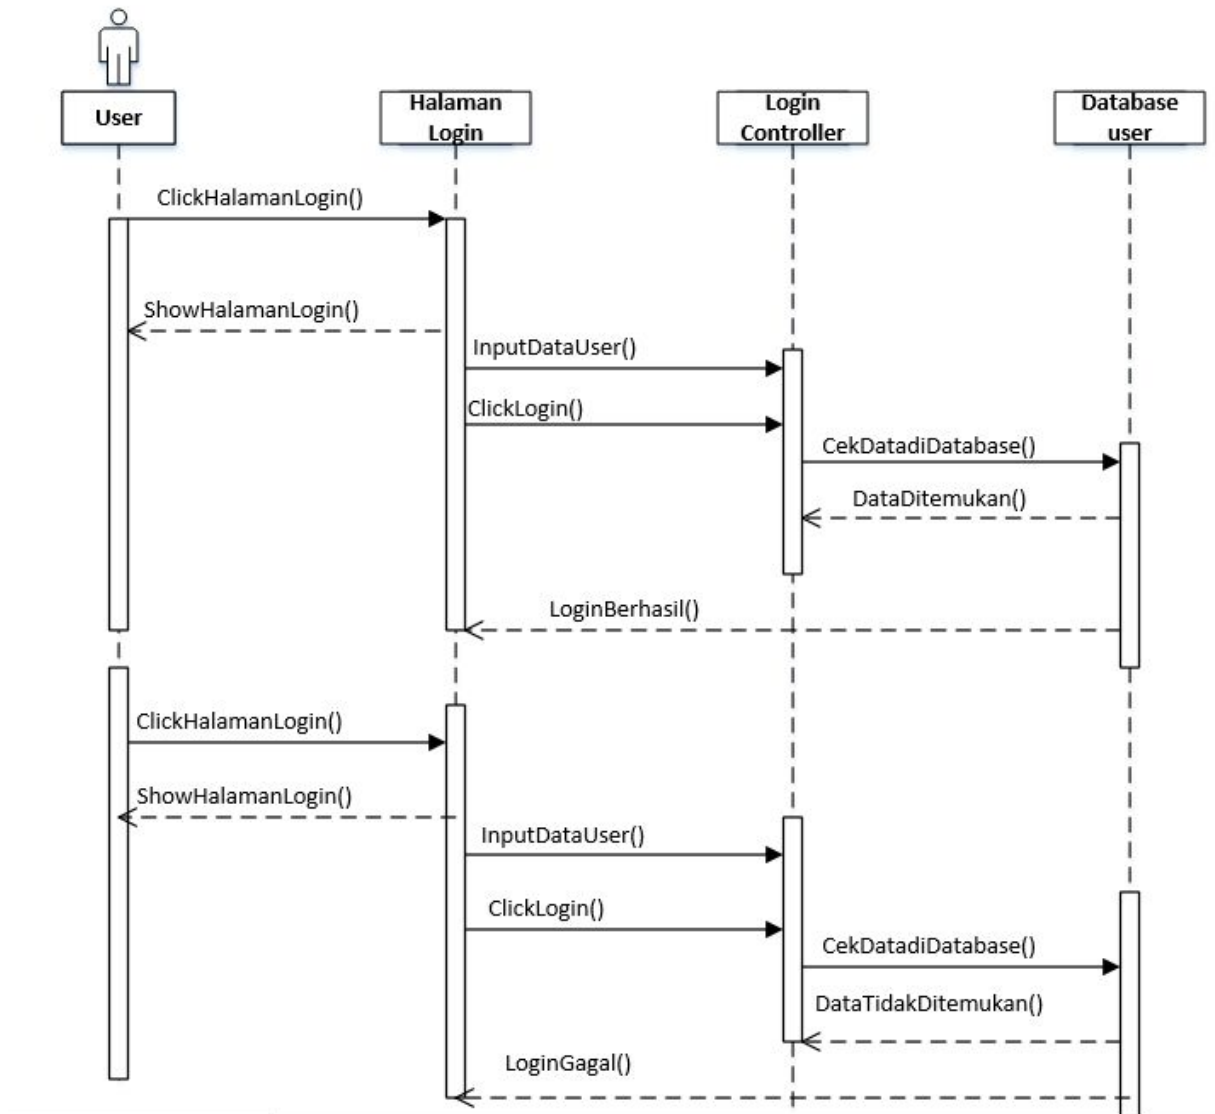 User
Halaman
Login
Login
Controller
Database
user
ClickHalamanLogin()
ShowHalamanLogin()
InputDataUser()
ClickLogin()
CekDatadiDatabase()
DataDitemukan()
LoginBerhasil()
ClickHalamanLogin()
ShowHalamanLogin()
InputDataUser()
ClickLogin()
CekDatadiDatabase()
DataTidakDitemukan()
LoginGagal()